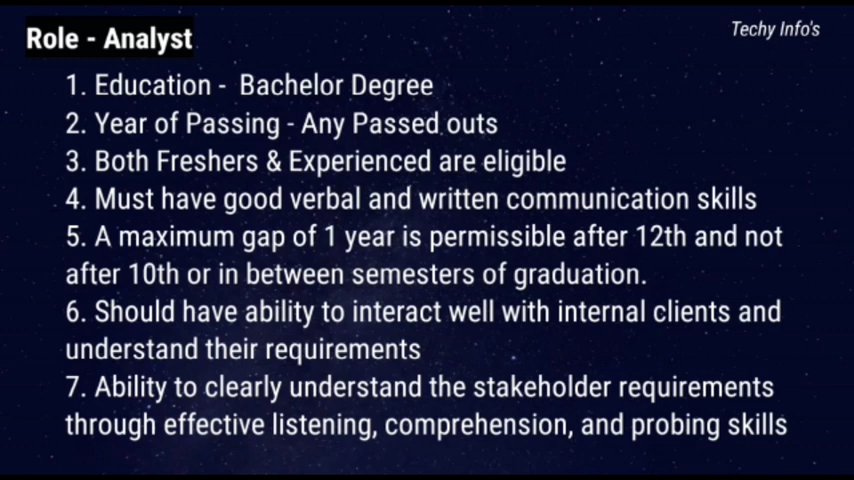 Role - Analyst
Techy Info's
1. Education -  Bachelor Degree
2. Year of Passing - Any Passed outs
3. Both Freshers & Experienced are eligible
4. Must have good verbal and written communication skills
5. A maximum gap of 1 year is permissible after 12th and not
after 10th or in between semesters of graduation.
6. Should have ability to interact well with internal clients and
understand their requirements
7. Ability to clearly understand the stakeholder requirements
through effective listening, comprehension, and probing skills